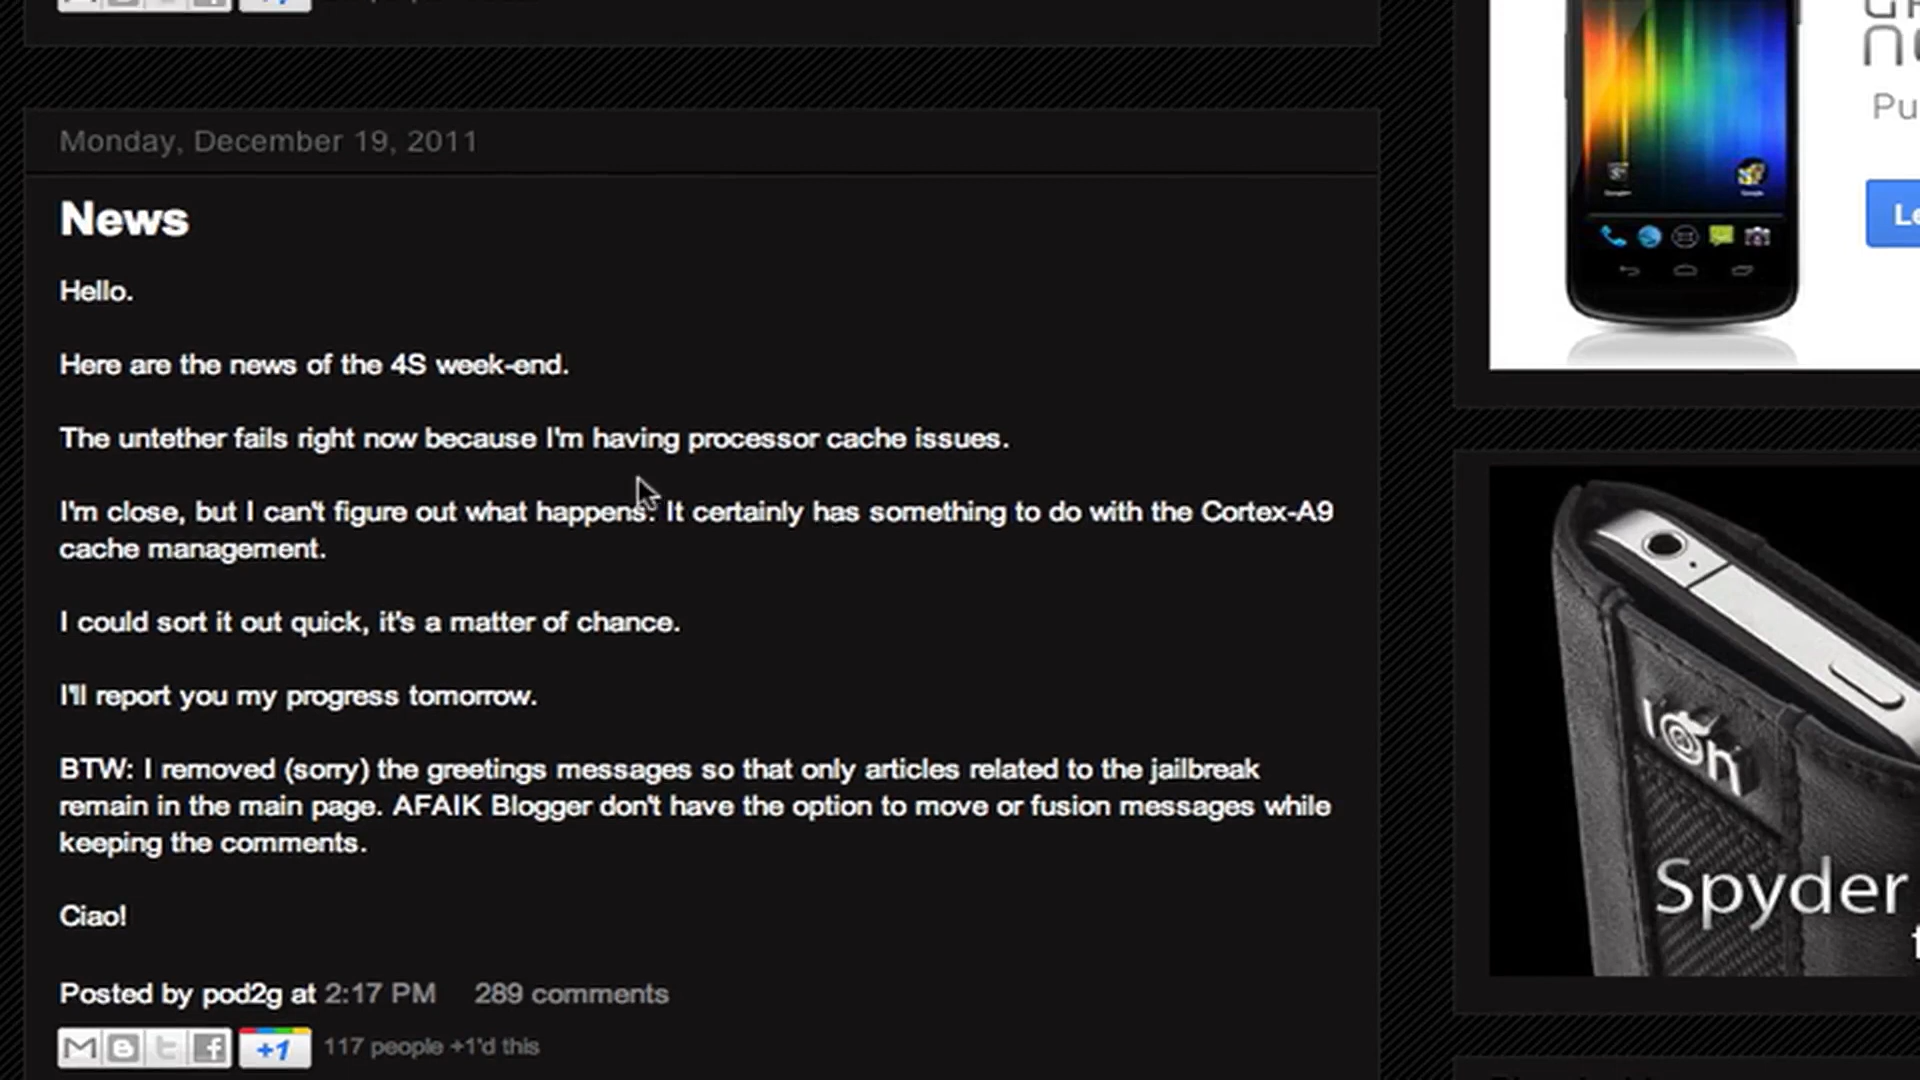 Monday, December 19, 2011
News
Hello.
Here are the news of the 4S week-end.
The untether fails right now because I'm having processor cache issues.
I'm close, but I can't figure out what happens. It certainly has something to do with the Cortex-A9
cache management.
I could sort it out quick, it's a matter of chance.
I'll report you my progress tomorrow.
BTW: I removed (sorry) the greetings messages so that only articles related to the jailbreak
remain in the main page. AFAIK Blogger don't have the option to move or fusion messages while
keeping the comments.
Ciao!
Posted by pod2g at 2:17 PM 289 comments
+1 117 people +1'd this
Spyder